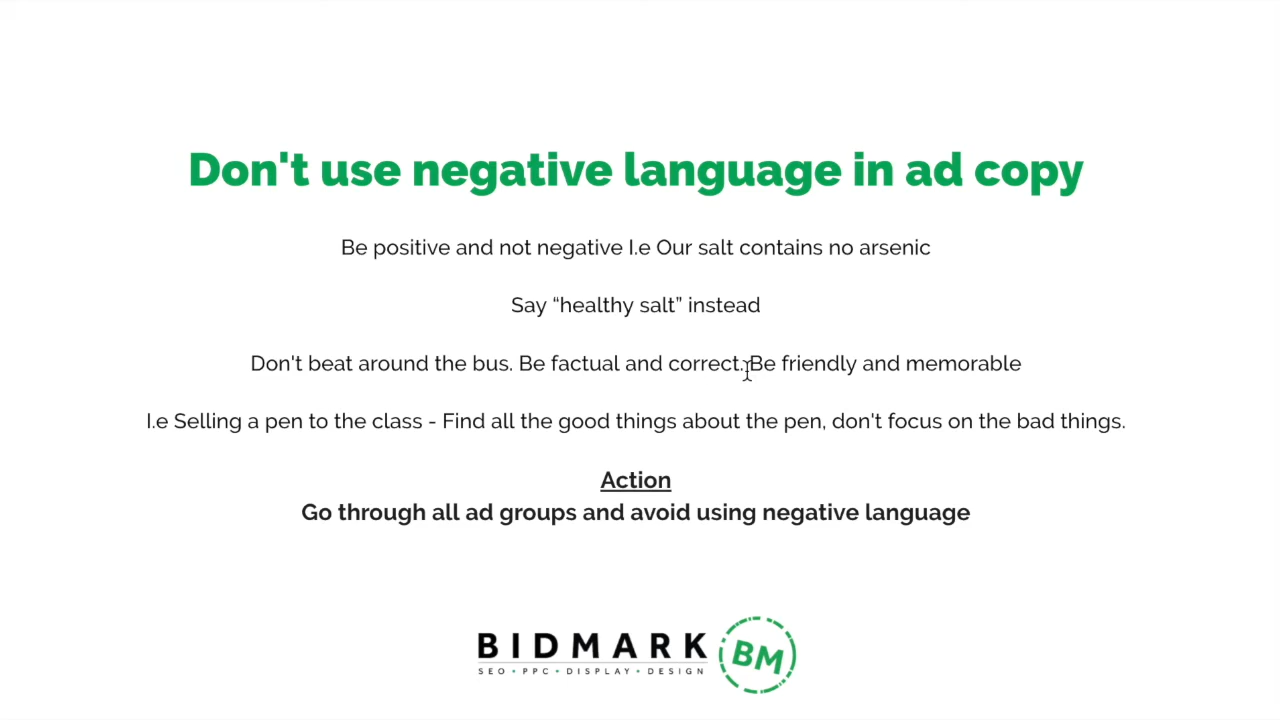 Don't use negative language in ad copy
Be positive and not negative I.e Our salt contains no arsenic
Say “healthy salt” instead
Don't beat around the bus. Be factual and correct. Be friendly and memorable
I.e Selling a pen to the class - Find all the good things about the pen, don't focus on the bad things.
Action
Go through all ad groups and avoid using negative language
BIDMARK
SEO • PPC • DISPLAY • DESIGN
BM